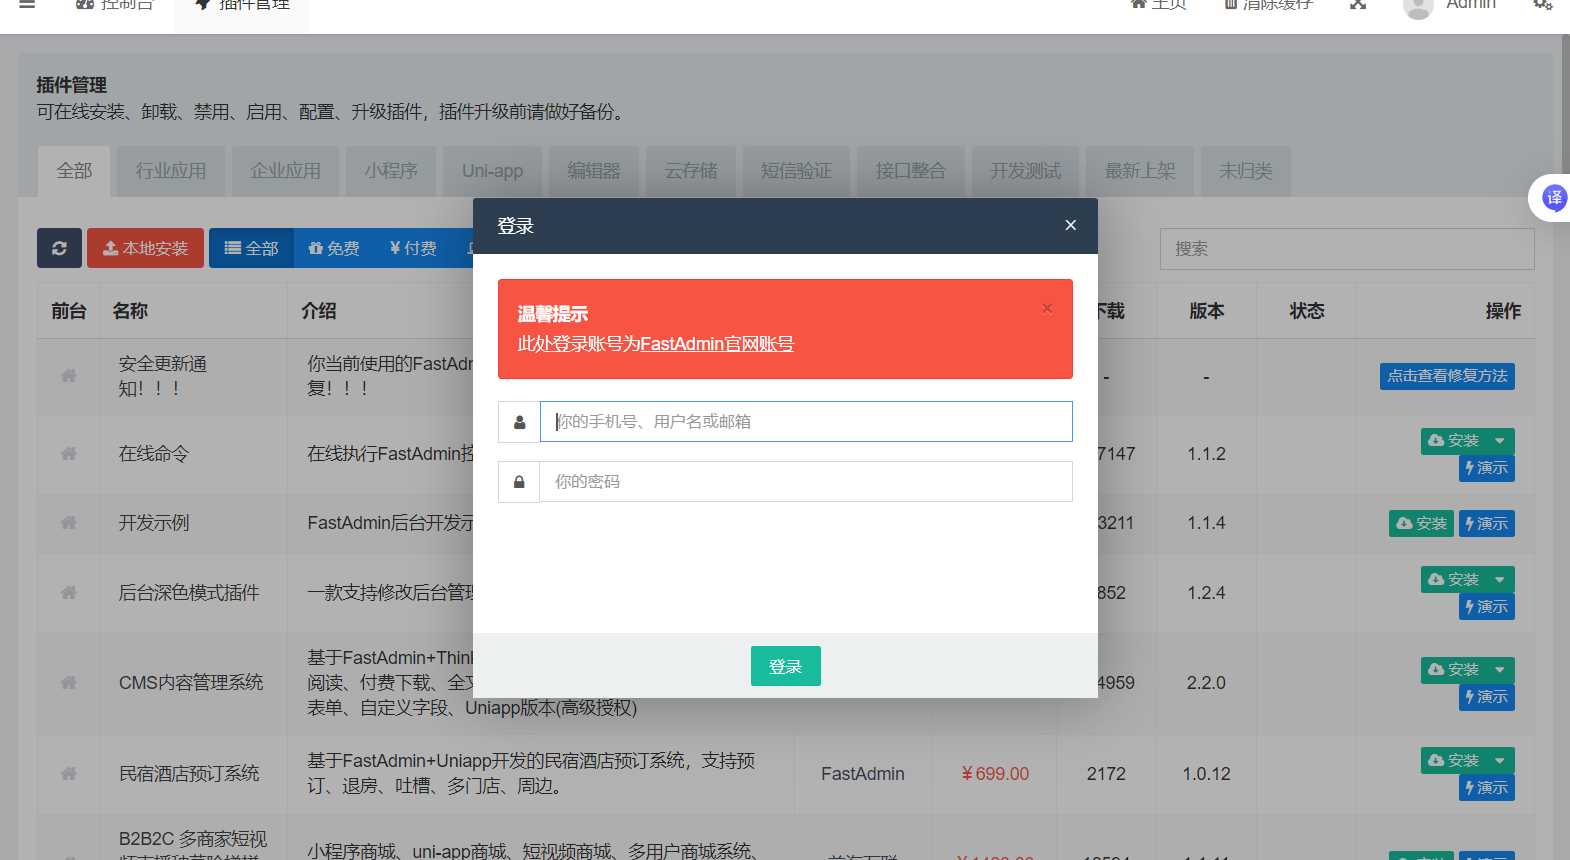 控制台
插件管理
主页
清除缓存
Admin
插件管理
可在线安装、卸载、禁用、启用、配置、升级插件，插件升级前请做好备份。
全部
行业应用
企业应用
小程序
Uni-app
编辑器
云存储
短信验证
接口整合
开发测试
最新上架
未归类
译
登录
×
本地安装
全部
免费
¥付费
搜索
温馨提示
×
此处登录账号为FastAdmin官网账号
前台
名称
介绍
下载
版本
状态
操作
安全更新通
知！！！
你当前使用的FastAdm
复！！！
-
-
点击查看修复方法
你的手机号、用户名或邮箱
在线命令
在线执行FastAdmin控
7147
1.1.2
安装
演示
你的密码
开发示例
FastAdmin后台开发示
3211
1.1.4
安装
演示
后台深色模式插件
一款支持修改后台管理
852
1.2.4
安装
演示
登录
CMS内容管理系统
基于FastAdmin+Think
阅读、付费下载、全文
表单、自定义字段、Uniapp版本(高级授权)
4959
2.2.0
安装
演示
民宿酒店预订系统
基于FastAdmin+Uniapp开发的民宿酒店预订系统，支持预
订、退房、吐槽、多门店、周边。
FastAdmin
¥699.00
2172
1.0.12
安装
演示
B2B2C 多商家短视
小程序商城、uni-app商城、短视频商城、多用户商城系统、